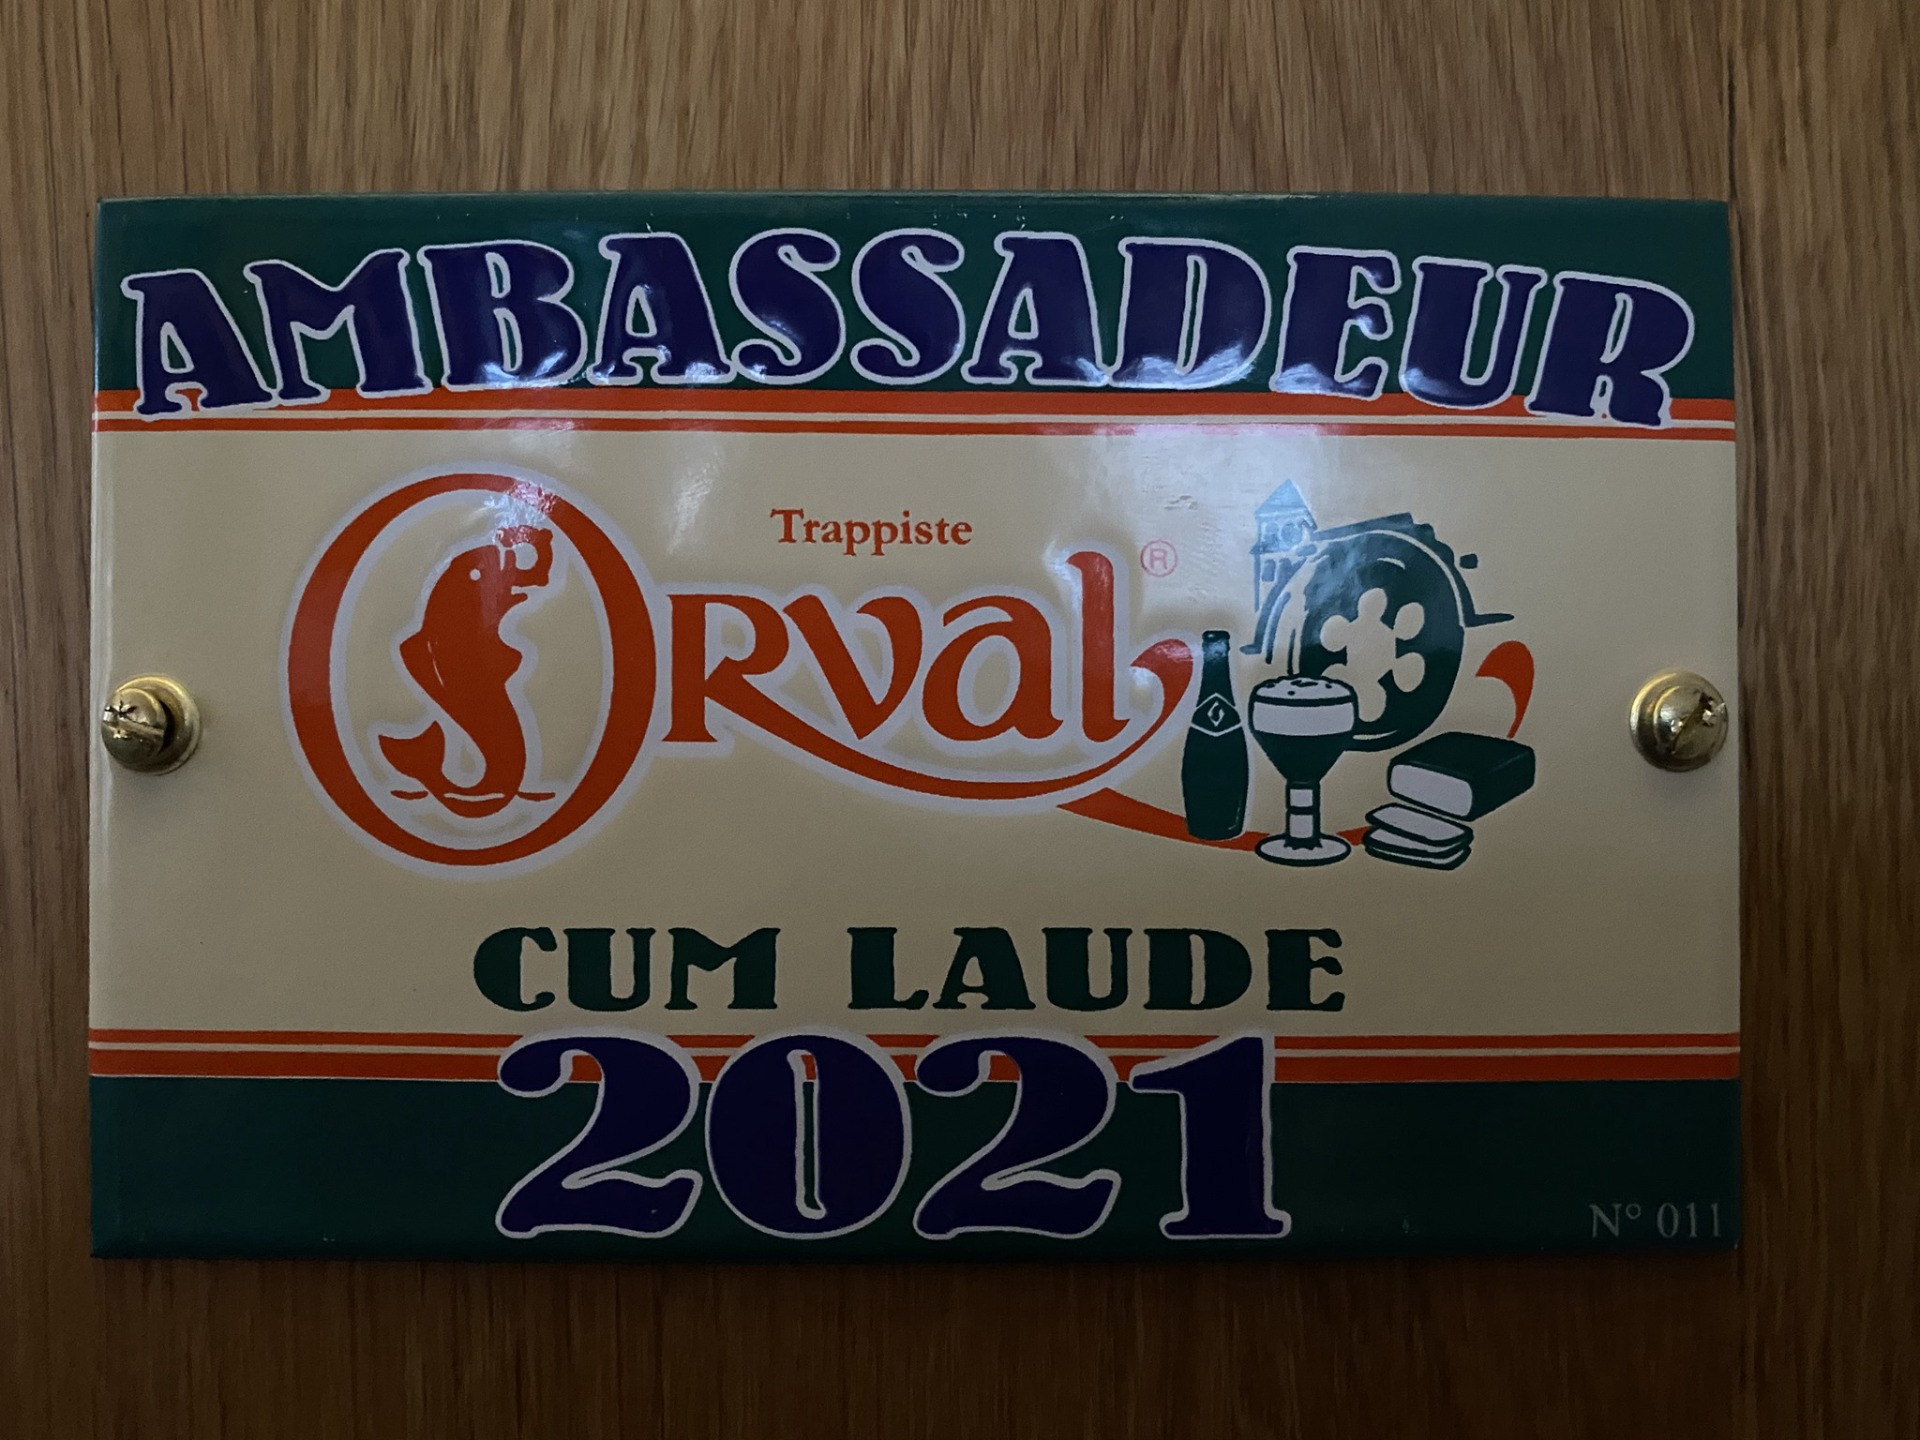 AMBASSADEUR
Trappiste
ORVAL ®
CUM LAUDE
2021
N° 011